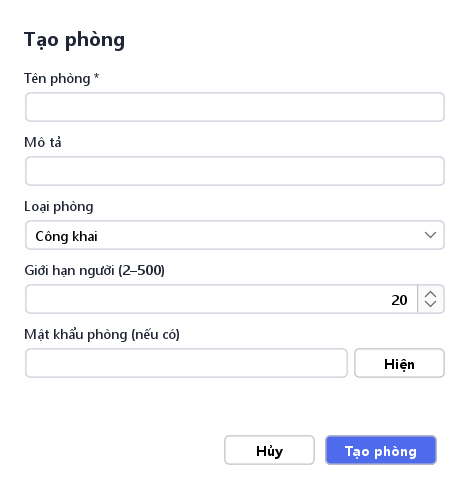 Tạo phòng
Tên phòng *
Mô tả
Loại phòng
Công khai
Giới hạn người (2–500)
20
Mật khẩu phòng (nếu có)
Hiện
Hủy
Tạo phòng